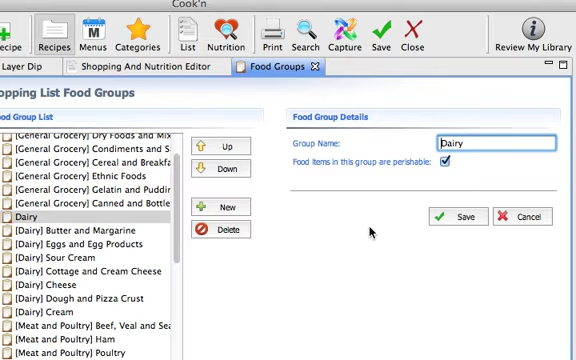 Cook'n
ecipe Recipes Menus Categories List Nutrition Print Search Capture Save Close Review My Library
Layer Dip Shopping And Nutrition Editor Food Groups
opping List Food Groups
ood Group List
Food Group Details
[General Grocery] Dry Foods and Mix
[General Grocery] Condiments and S
[General Grocery] Cereal and Breakfa
[General Grocery] Ethnic Foods
[General Grocery] Gelatin and Puddin
[General Grocery] Canned and Bottle
Dairy
[Dairy] Butter and Margarine
[Dairy] Eggs and Egg Products
[Dairy] Sour Cream
[Dairy] Cottage and Cream Cheese
[Dairy] Cheese
[Dairy] Dough and Pizza Crust
[Dairy] Cream
[Meat and Poultry] Beef, Veal and Sea
[Meat and Poultry] Ham
[Meat and Poultry] Poultry
Up
Down
New
Delete
Group Name: Dairy
Food Items in this group are perishable:
Save Cancel